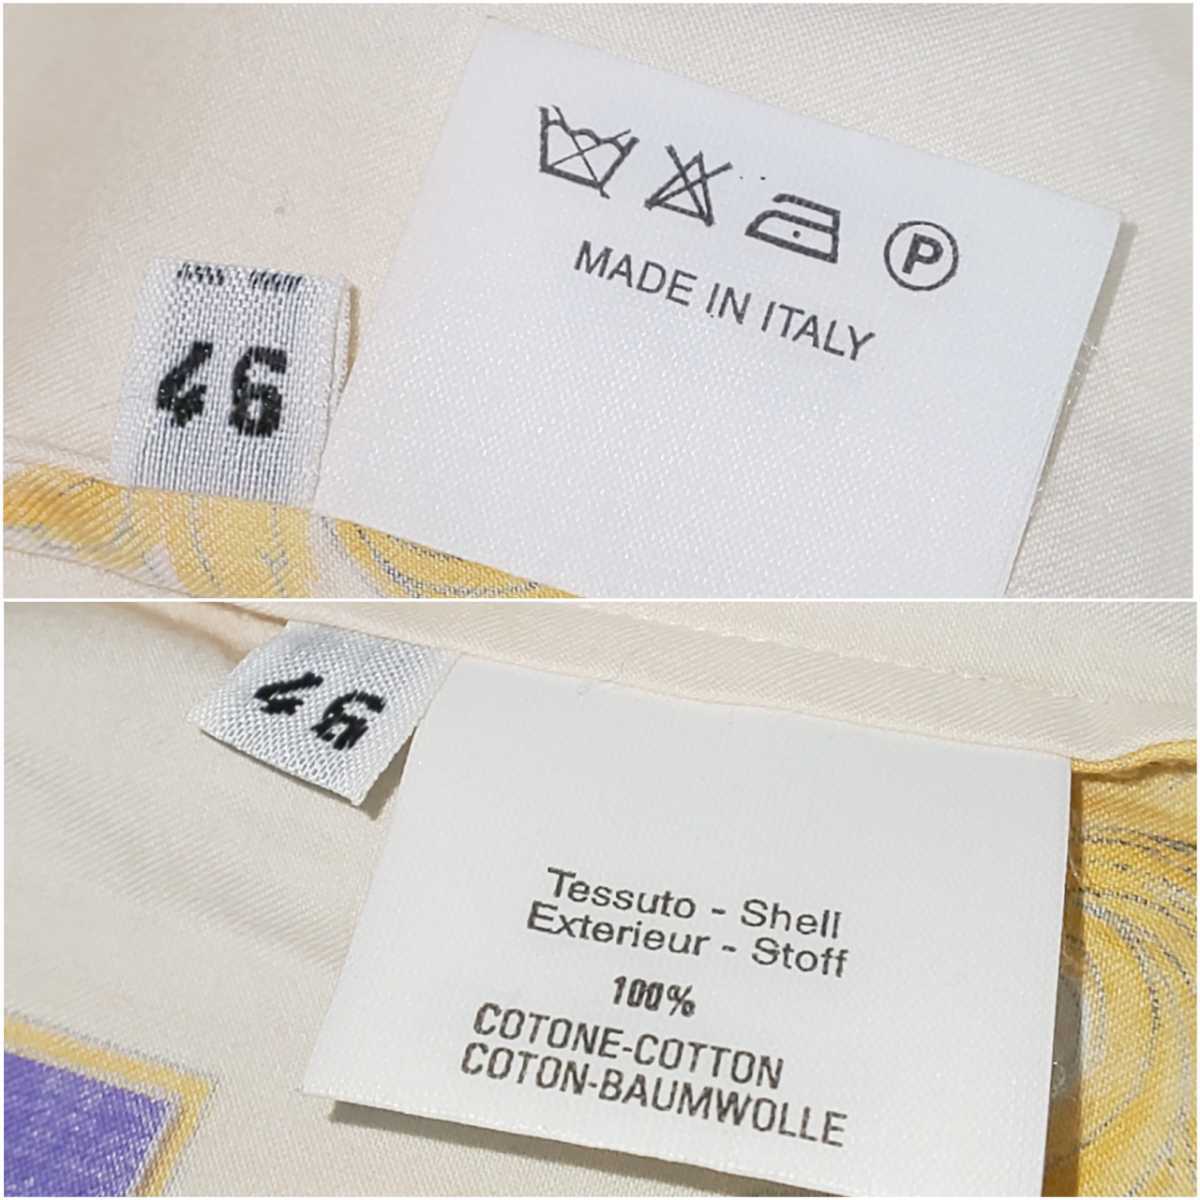 P
MADE IN ITALY
46
46
Tessuto - Shell
Exterieur - Stoff
100%
COTONE-COTTON
COTON-BAUMWOLLE